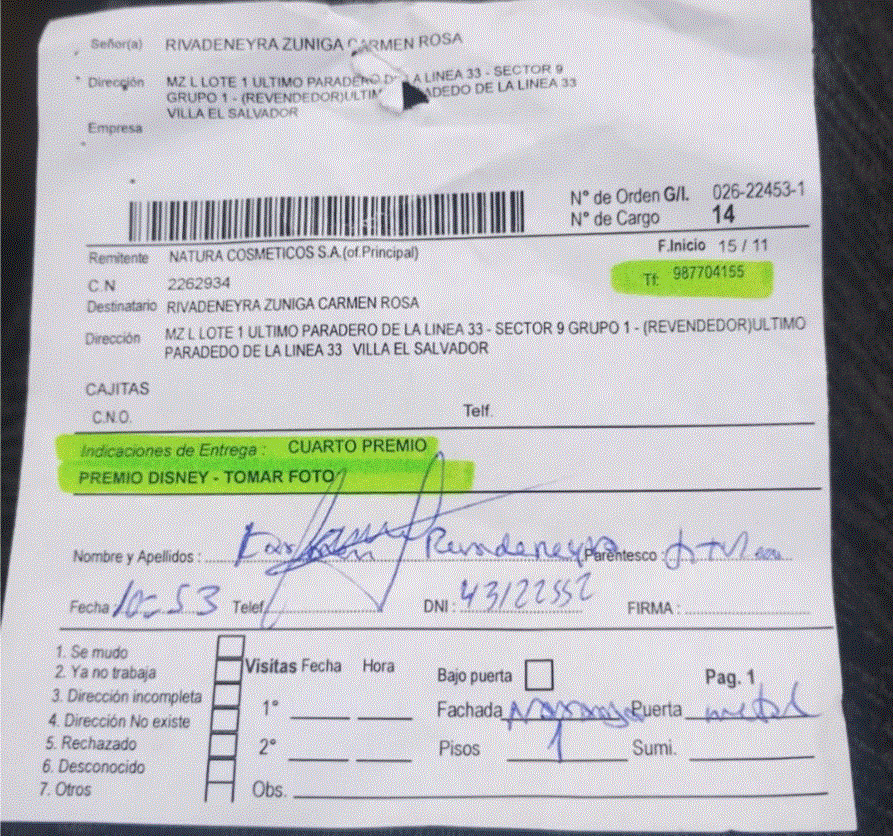 Señor(a) RIVADENEYRA ZUNIGA CARMEN ROSA
Dirección MZ L LOTE 1 ULTIMO PARADERO DE LA LINEA 33 - SECTOR 9
GRUPO 1 - (REVENDEDOR)ULTIM ADEDO DE LA LINEA 33
VILLA EL SALVADOR
Empresa
N° de Orden G/I. 026-22453-1
N° de Cargo 14
Remitente NATURA COSMETICOS S.A.(of.Principal) F.Inicio 15 / 11
C.N 2262934 Tf: 987704155
Destinatario RIVADENEYRA ZUNIGA CARMEN ROSA
Dirección MZ L LOTE 1 ULTIMO PARADERO DE LA LINEA 33 - SECTOR 9 GRUPO 1 - (REVENDEDOR)ULTIMO
PARADEDO DE LA LINEA 33 VILLA EL SALVADOR
CAJITAS
C.N.O. Telf.
Indicaciones de Entrega : CUARTO PREMIO
PREMIO DISNEY - TOMAR FOTO
Nombre y Apellidos : Parentesco :
Fecha 10-53 Telef DNI : 43122552 FIRMA :
1. Se mudo
2. Ya no trabaja
3. Dirección incompleta
4. Dirección No existe
5. Rechazado
6. Desconocido
7. Otros
Visitas Fecha Hora
1°
2°
Obs.
Bajo puerta Pag. 1
Fachada Naranja Puerta metal
Pisos 1 Sumi.